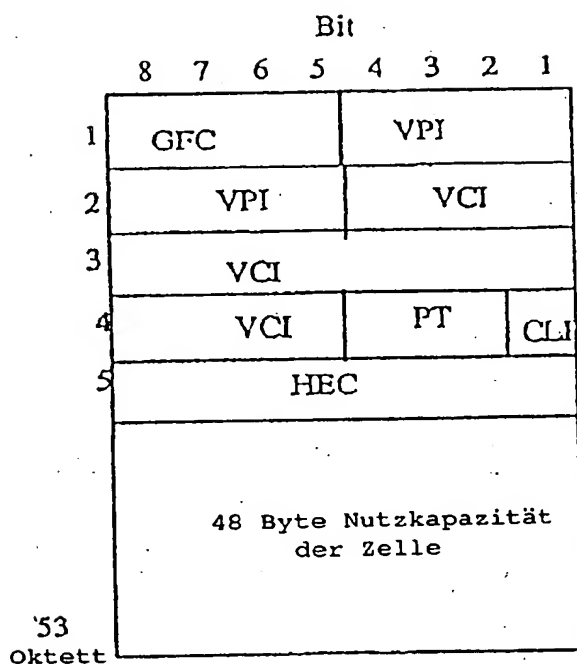 Bit
8 7 6 5 4 3 2 1
1 GFC VPI
2 VPI VCI
3 VCI
4 VCI PT CLI
5 HEC
48 Byte Nutzkapazität
der Zelle
53
Oktett